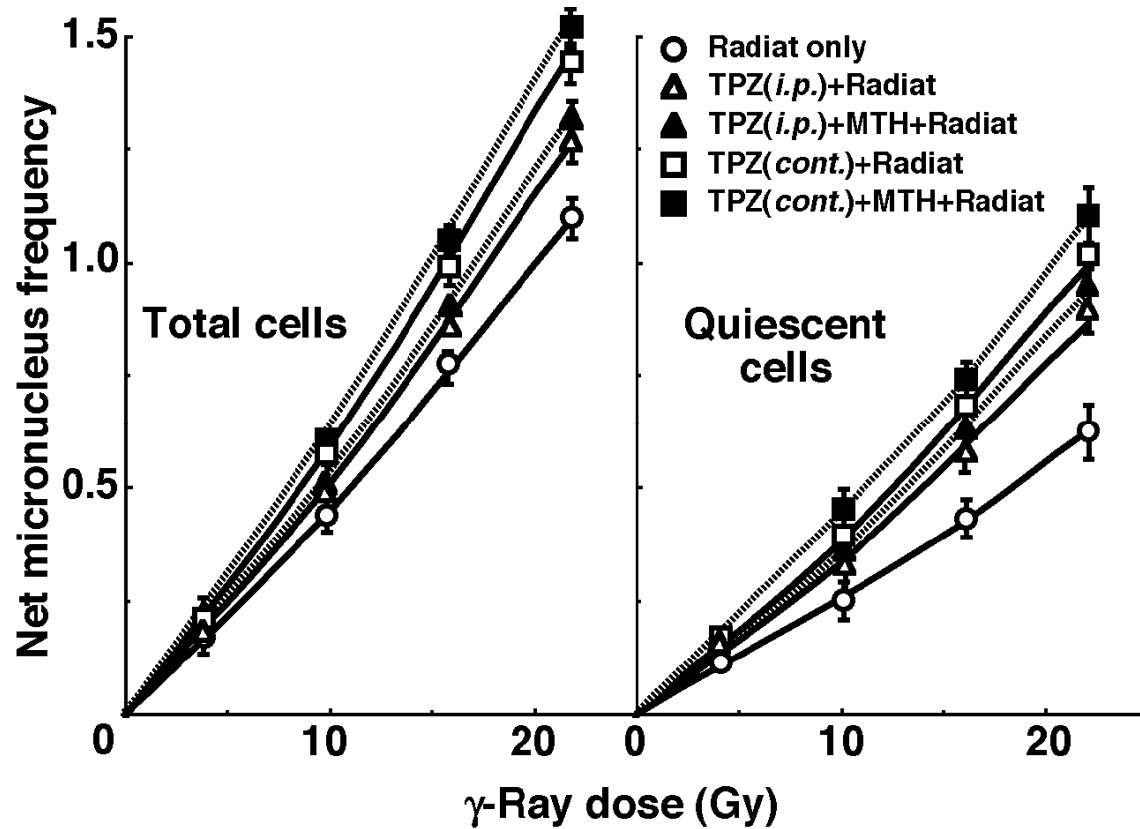 Net micronucleus frequency
1.5
1.0
0.5
0
10
20
0
10
20
Total cells
Quiescent
cells
Radiat only
TPZ(i.p.)+Radiat
TPZ(i.p.)+MTH+Radiat
TPZ(cont.)+Radiat
TPZ(cont.)+MTH+Radiat
γ-Ray dose (Gy)